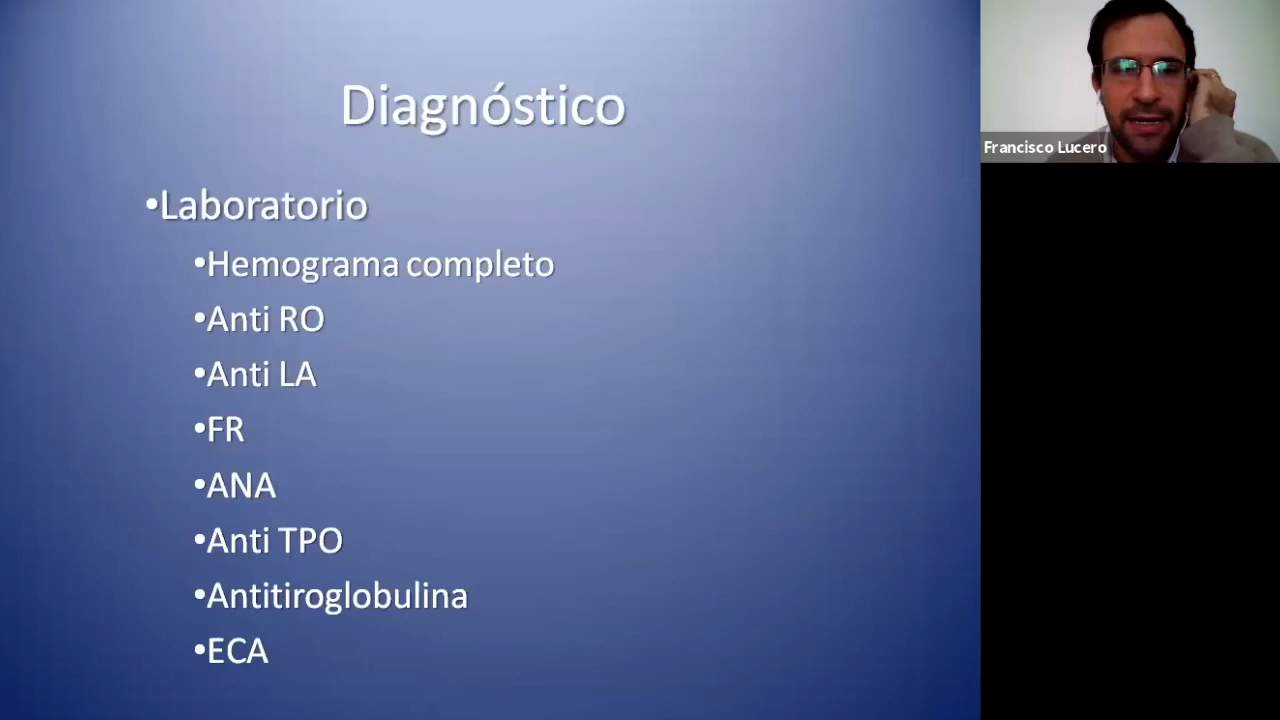 Diagnóstico
•Laboratorio
•Hemograma completo
•Anti RO
•Anti LA
•FR
•ANA
•Anti TPO
•Antitiroglobulina
•ECA
Francisco Lucero